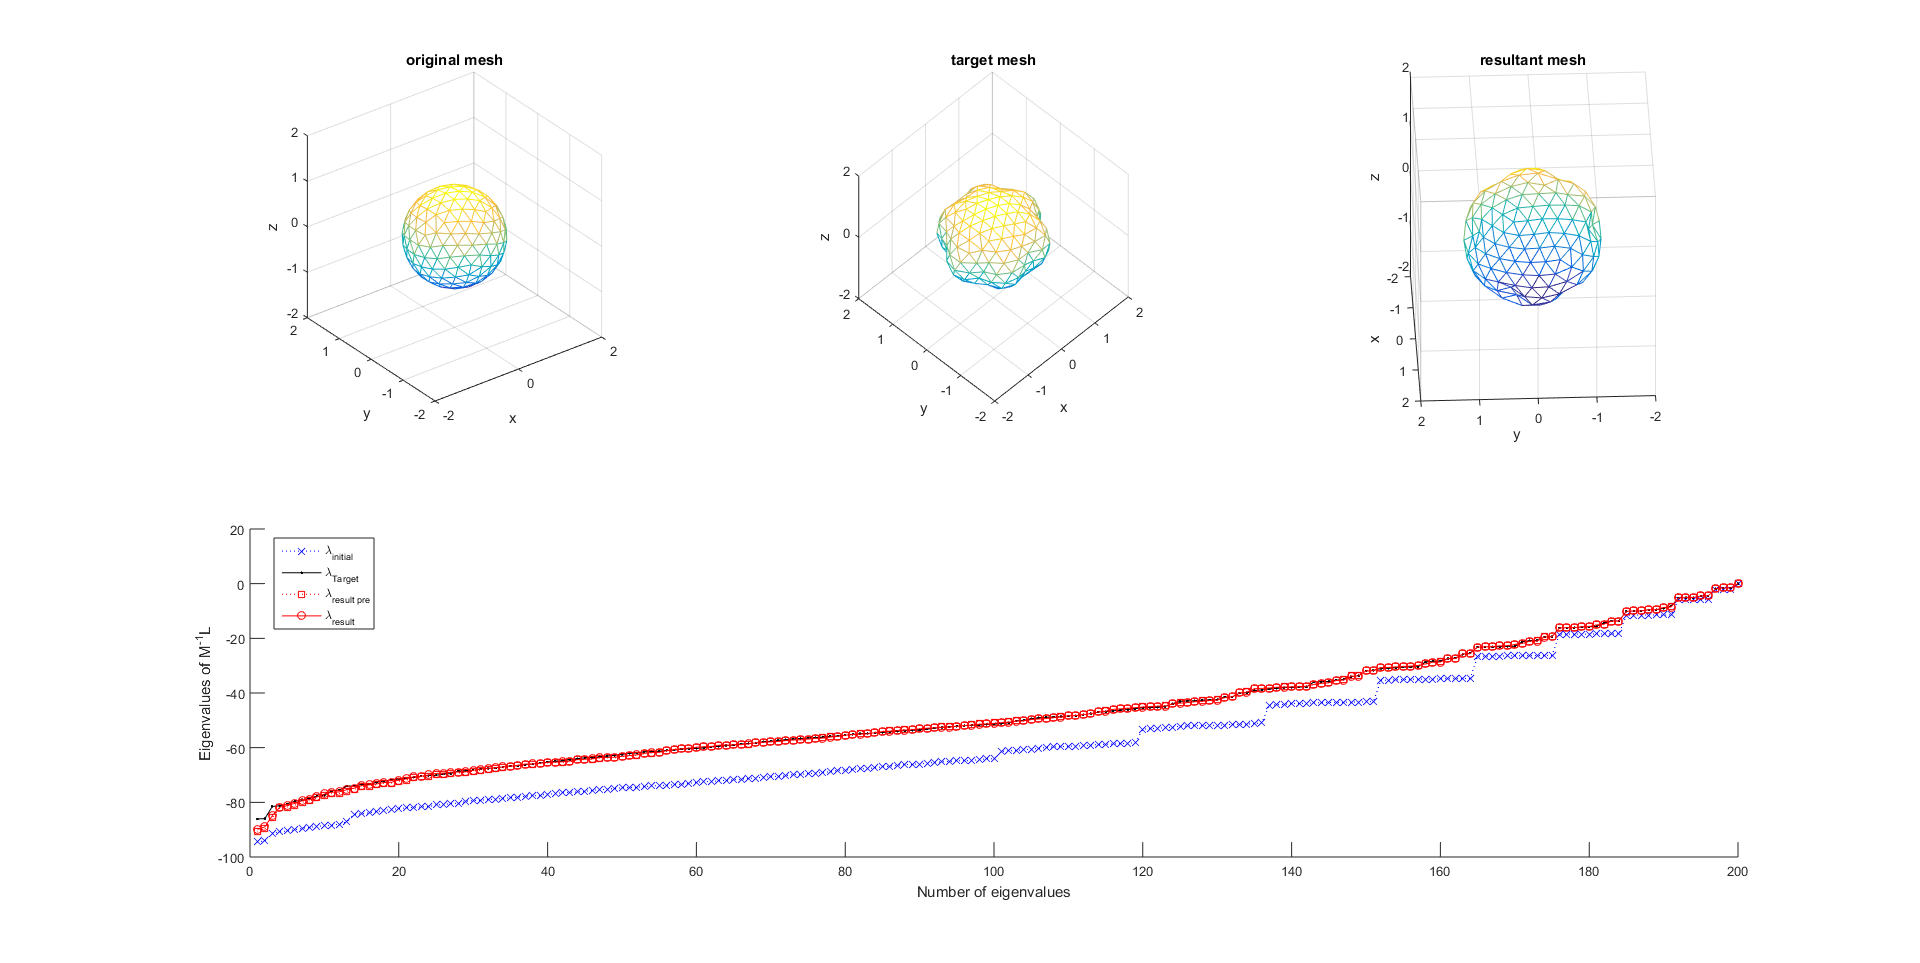 original mesh
target mesh
resultant mesh
2
1
0
-1
-2
z
2
1
0
-1
-2
y
-2
0
2
x
2
0
-2
z
2
1
0
-1
-2
y
-2
-1
0
1
2
x
2
1
0
-1
-2
z
-2
-1
0
1
2
x
2
1
0
-1
-2
y
20
0
-20
-40
-60
-80
-100
Eigenvalues of M⁻¹L
λinitial
λTarget
λresult pre
λresult
0 20 40 60 80 100 120 140 160 180 200
Number of eigenvalues